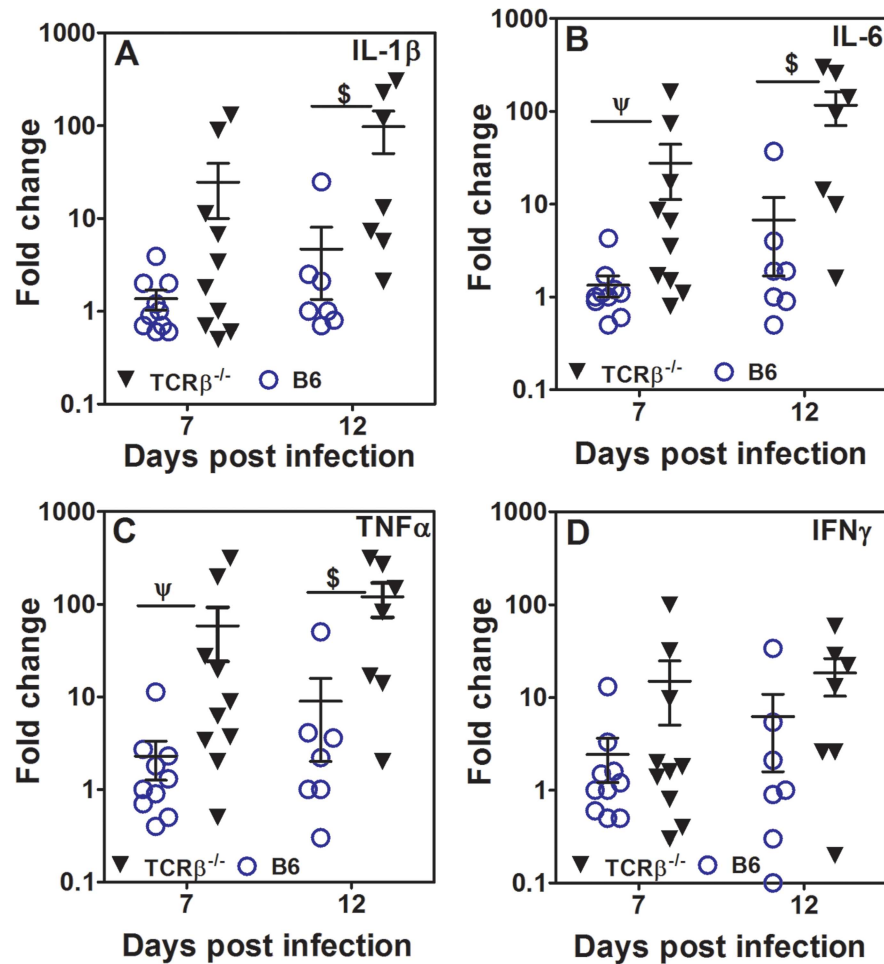 A
IL-1β
1000
100
10
1
0.1
Fold change
$
TCRβ-/-
B6
7
12
Days post infection
B
IL-6
1000
100
10
1
0.1
Fold change
ψ
$
TCRβ-/-
B6
7
12
Days post infection
C
TNFα
1000
100
10
1
0.1
Fold change
ψ
$
TCRβ-/-
B6
7
12
Days post infection
D
IFNγ
1000
100
10
1
0.1
Fold change
TCRβ-/-
B6
7
12
Days post infection